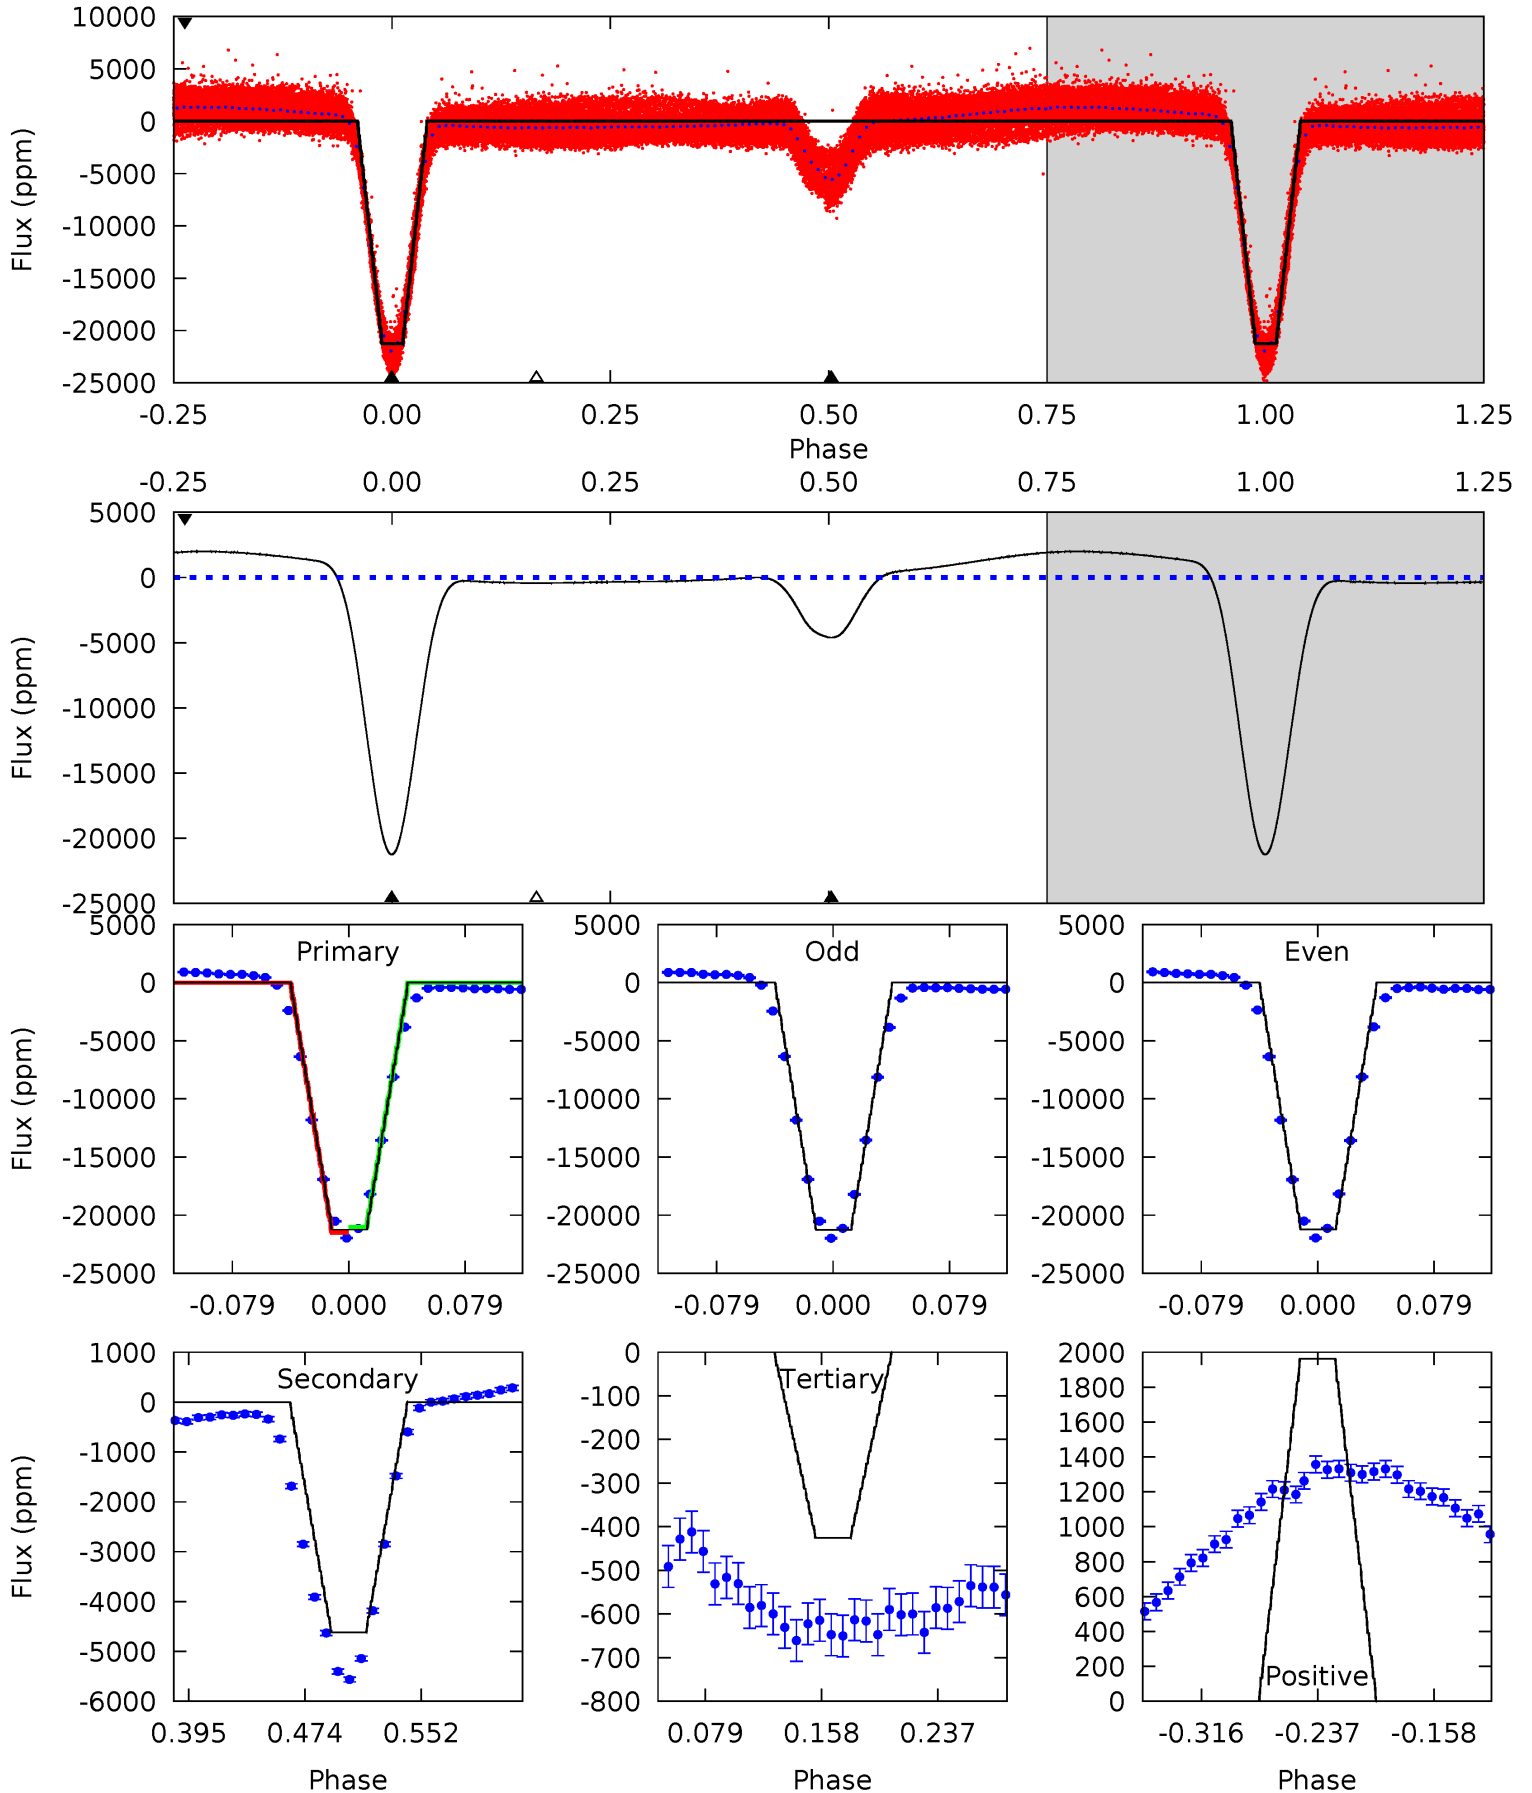 10000
5000
0
-5000
-10000
-15000
-20000
-25000
Flux (ppm)
-0.25 0.00 0.25 0.50 0.75 1.00 1.25
Phase
-0.25 0.00 0.25 0.50 0.75 1.00 1.25
5000
0
-5000
-10000
-15000
-20000
-25000
Flux (ppm)
Primary
5000
0
-5000
-10000
-15000
-20000
-25000
Flux (ppm)
-0.079 0.000 0.079
Odd
5000
0
-5000
-10000
-15000
-20000
-25000
-0.079 0.000 0.079
Even
5000
0
-5000
-10000
-15000
-20000
-25000
-0.079 0.000 0.079
Secondary
1000
0
-1000
-2000
-3000
-4000
-5000
-6000
Flux (ppm)
0.395 0.474 0.552
Phase
Tertiary
0
-100
-200
-300
-400
-500
-600
-700
-800
0.079 0.158 0.237
Phase
2000
1800
1600
1400
1200
1000
800
600
400
200
0
Positive
-0.316 -0.237 -0.158
Phase